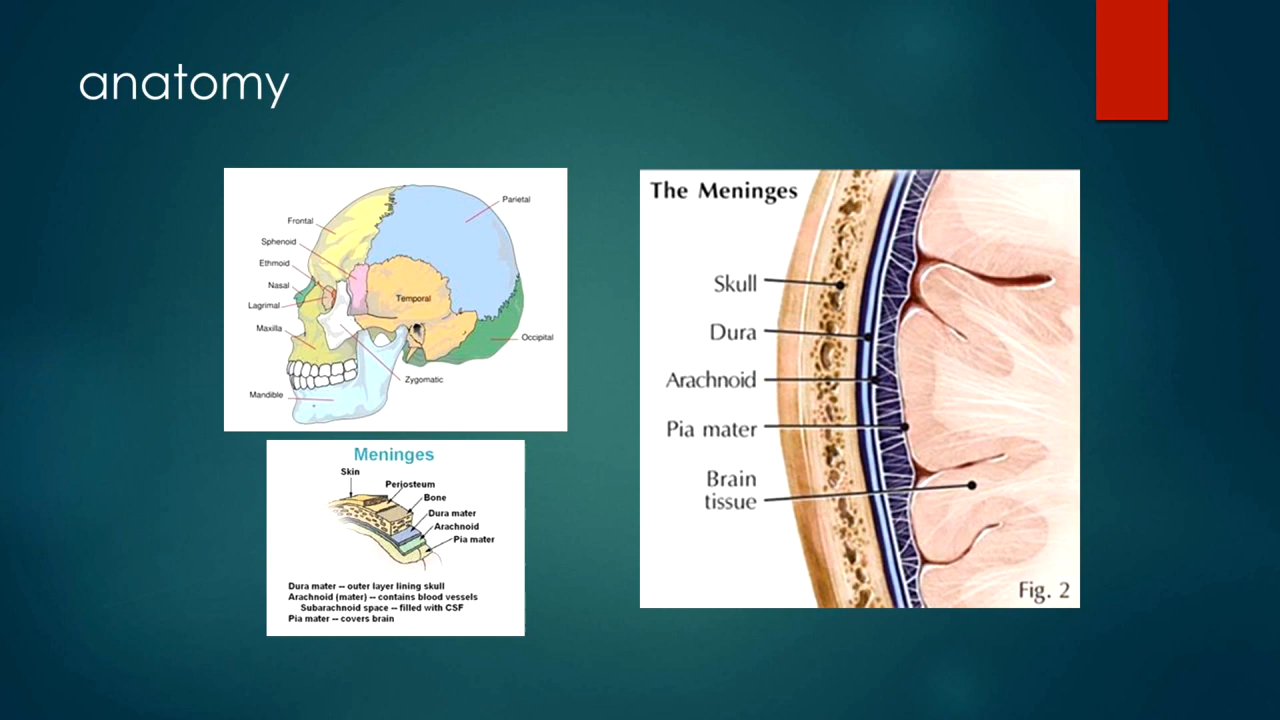 anatomy
Parietal
Frontal
Sphenoid
Ethmoid
Nasal
Lagrimal
Temporal
Maxilla
Occipital
Zygomatic
Mandible
Meninges
Skin
Periosteum
Bone
Dura mater
Arachnoid
Pia mater
Dura mater -- outer layer lining skull
Arachnoid (mater) -- contains blood vessels
Subarachnoid space -- filled with CSF
Pia mater -- covers brain
The Meninges
Skull
Dura
Arachnoid
Pia mater
Brain
tissue
Fig. 2